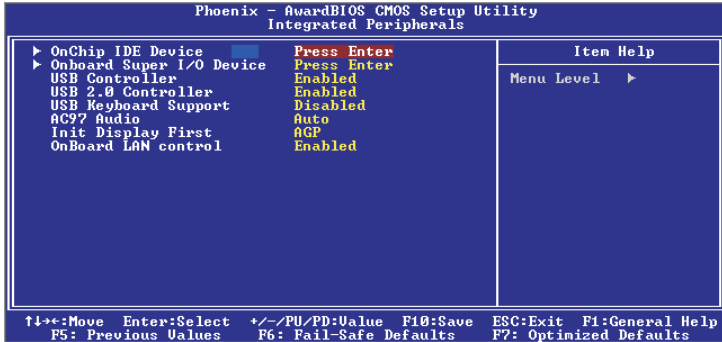 Phoenix - AwardBIOS CMOS Setup Utility
Integrated Peripherals
▶ OnChip IDE Device Press Enter
▶ Onboard Super I/O Device Press Enter
USB Controller Enabled
USB 2.0 Controller Enabled
USB Keyboard Support Disabled
AC97 Audio Auto
Init Display First AGP
OnBoard LAN control Enabled
Item Help
Menu Level ▶
↑↓→←:Move Enter:Select +/-/PU/PD:Value F10:Save ESC:Exit F1:General Help
F5: Previous Values F6: Fail-Safe Defaults F7: Optimized Defaults